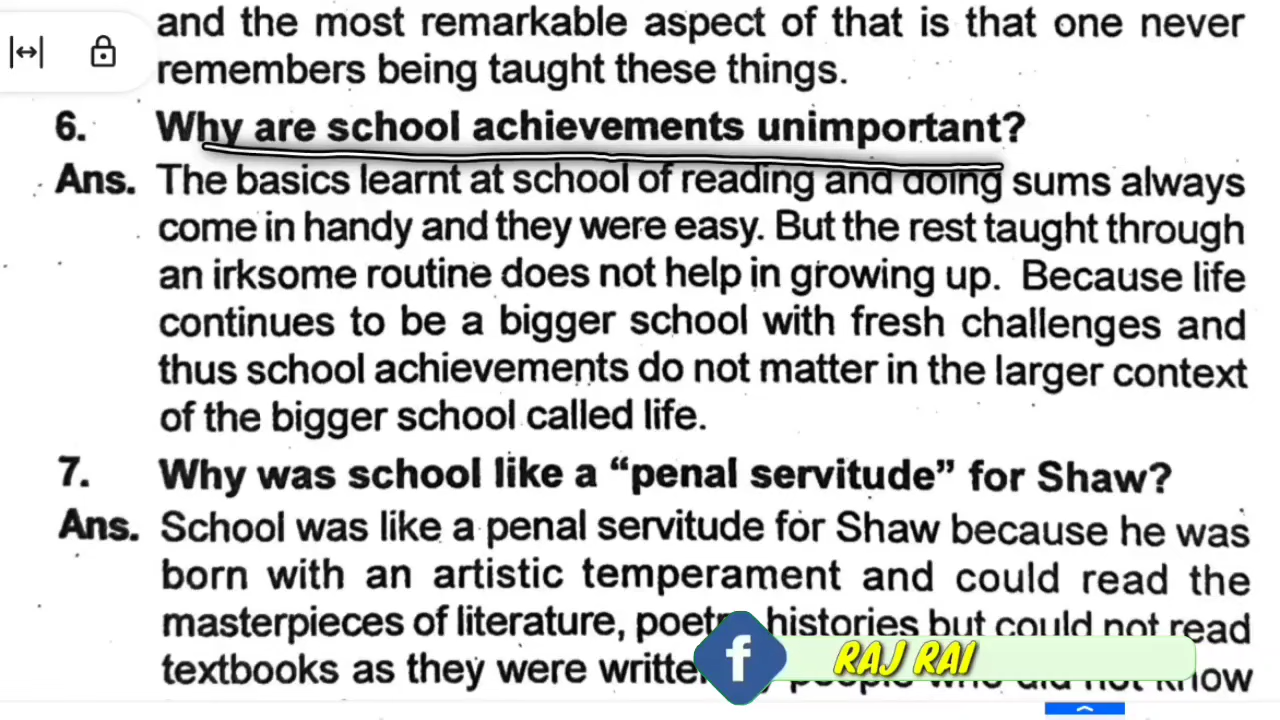 and the most remarkable aspect of that is that one never
remembers being taught these things.
6. Why are school achievements unimportant?
Ans. The basics learnt at school of reading and doing sums always
come in handy and they were easy. But the rest taught through
an irksome routine does not help in growing up. Because life
continues to be a bigger school with fresh challenges and
thus school achievements do not matter in the larger context
of the bigger school called life.
7. Why was school like a “penal servitude” for Shaw?
Ans. School was like a penal servitude for Shaw because he was
born with an artistic temperament and could read the
masterpieces of literature, poetry, histories but could not read
textbooks as they were written people who did not know
f RAJ RAI